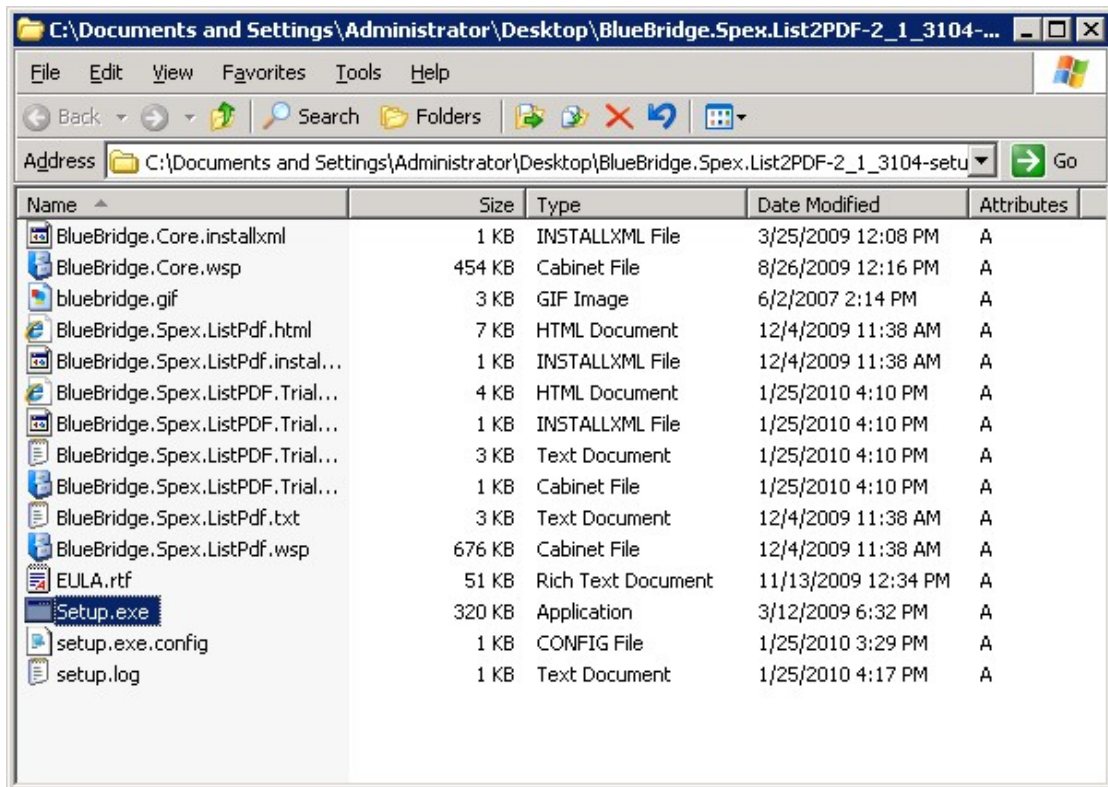 C:\Documents and Settings\Administrator\Desktop\BlueBridge.Spex.List2PDF-2_1_3104-...
File Edit View Favorites Tools Help
Back Search Folders
Address C:\Documents and Settings\Administrator\Desktop\BlueBridge.Spex.List2PDF-2_1_3104-setu Go
Name Size Type Date Modified Attributes
BlueBridge.Core.installxml 1 KB INSTALLXML File 3/25/2009 12:08 PM A
BlueBridge.Core.wsp 454 KB Cabinet File 8/26/2009 12:16 PM A
bluebridge.gif 3 KB GIF Image 6/2/2007 2:14 PM A
BlueBridge.Spex.ListPdf.html 7 KB HTML Document 12/4/2009 11:38 AM A
BlueBridge.Spex.ListPdf.instal... 1 KB INSTALLXML File 12/4/2009 11:38 AM A
BlueBridge.Spex.ListPDF.Trial... 4 KB HTML Document 1/25/2010 4:10 PM A
BlueBridge.Spex.ListPDF.Trial... 1 KB INSTALLXML File 1/25/2010 4:10 PM A
BlueBridge.Spex.ListPDF.Trial... 3 KB Text Document 1/25/2010 4:10 PM A
BlueBridge.Spex.ListPDF.Trial... 1 KB Cabinet File 1/25/2010 4:10 PM A
BlueBridge.Spex.ListPdf.txt 3 KB Text Document 12/4/2009 11:38 AM A
BlueBridge.Spex.ListPdf.wsp 676 KB Cabinet File 12/4/2009 11:38 AM A
EULA.rtf 51 KB Rich Text Document 11/13/2009 12:34 PM A
Setup.exe 320 KB Application 3/12/2009 6:32 PM A
setup.exe.config 1 KB CONFIG File 1/25/2010 3:29 PM A
setup.log 1 KB Text Document 1/25/2010 4:17 PM A